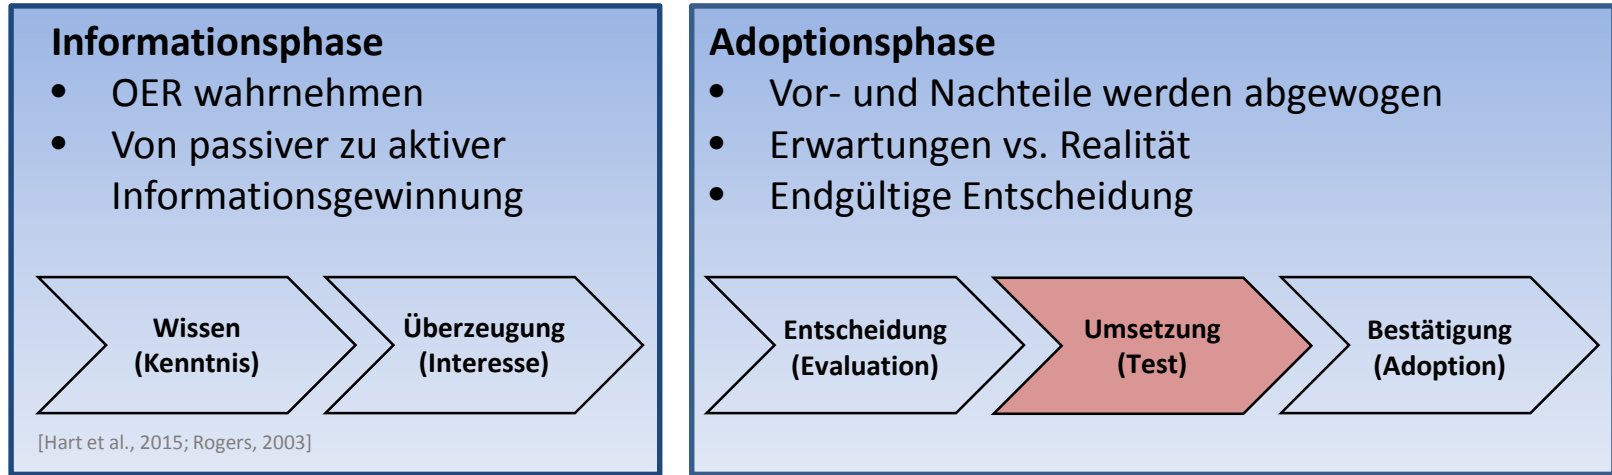 Informationsphase
• OER wahrnehmen
• Von passiver zu aktiver
Informationsgewinnung
Wissen
(Kenntnis)
Überzeugung
(Interesse)
[Hart et al., 2015; Rogers, 2003]
Adoptionsphase
• Vor- und Nachteile werden abgewogen
• Erwartungen vs. Realität
• Endgültige Entscheidung
Entscheidung
(Evaluation)
Umsetzung
(Test)
Bestätigung
(Adoption)